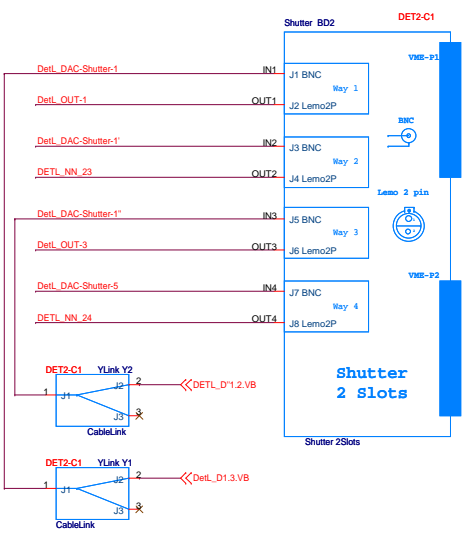 DET2-C1
Shutter BD2
VME-P1
DetL_DAC-Shutter-1
IN1
J1 BNC
Way 1
DetL_OUT-1
OUT1
J2 Lemo2P
BNC
DetL_DAC-Shutter-1'
IN2
J3 BNC
Way 2
DETL_NN_23
OUT2
J4 Lemo2P
Lemo 2 pin
DetL_DAC-Shutter-1"
IN3
J5 BNC
Way 3
DetL_OUT-3
OUT3
J6 Lemo2P
VME-P2
DetL_DAC-Shutter-5
IN4
J7 BNC
Way 4
DETL_NN_24
OUT4
J8 Lemo2P
Shutter
2 Slots
Shutter 2Slots
DET2-C1 YLink Y2
1 J1 J2 2 DETL_D"1.2.VB
J3 3
CableLink
DET2-C1 YLink Y1
1 J1 J2 2 DetL_D1.3.VB
J3 3
CableLink